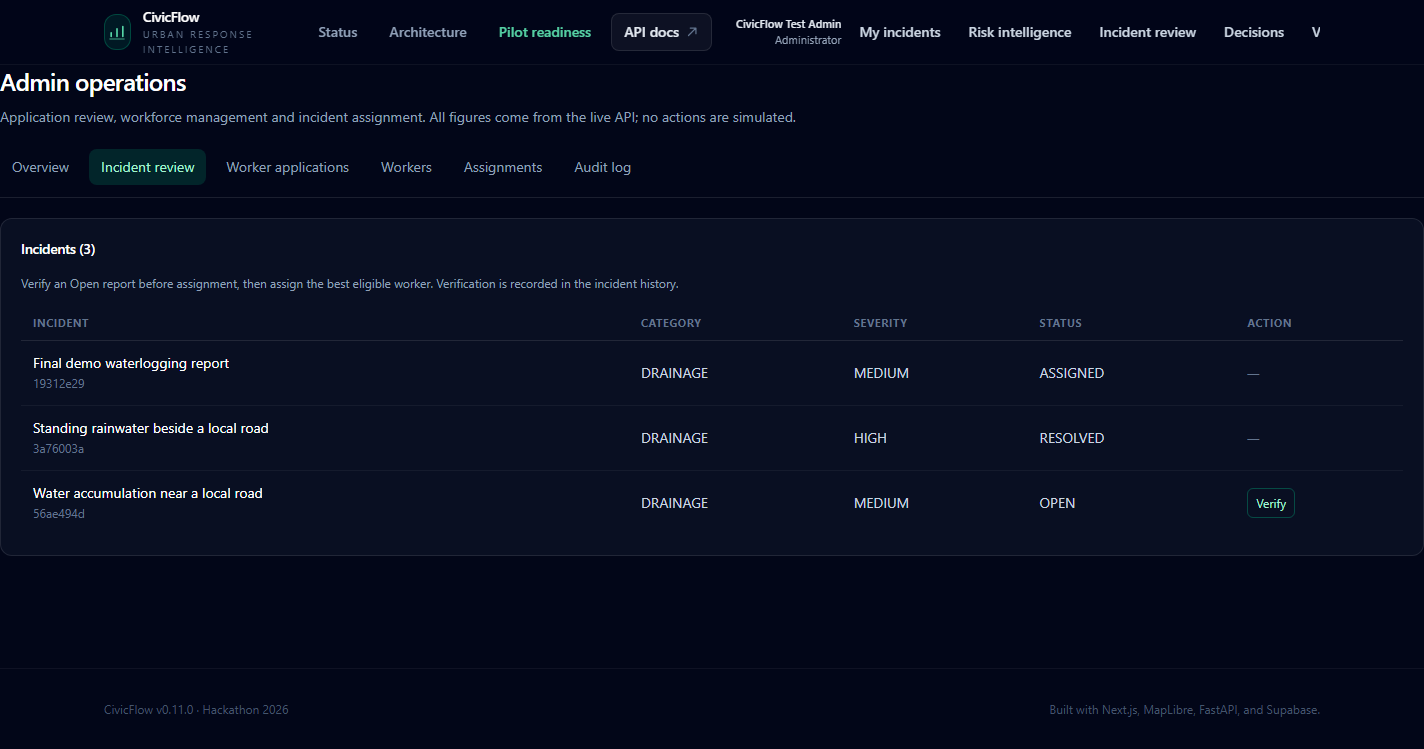 CivicFlow
URBAN RESPONSE
INTELLIGENCE
Status
Architecture
Pilot readiness
API docs ↗
CivicFlow Test Admin
Administrator
My incidents
Risk intelligence
Incident review
Decisions
V
Admin operations
Application review, workforce management and incident assignment. All figures come from the live API; no actions are simulated.
Overview
Incident review
Worker applications
Workers
Assignments
Audit log
Incidents (3)
Verify an Open report before assignment, then assign the best eligible worker. Verification is recorded in the incident history.
INCIDENT CATEGORY SEVERITY STATUS ACTION
Final demo waterlogging report
19312e29
DRAINAGE MEDIUM ASSIGNED —
Standing rainwater beside a local road
3a76003a
DRAINAGE HIGH RESOLVED —
Water accumulation near a local road
56ae494d
DRAINAGE MEDIUM OPEN Verify
CivicFlow v0.11.0 · Hackathon 2026
Built with Next.js, MapLibre, FastAPI, and Supabase.